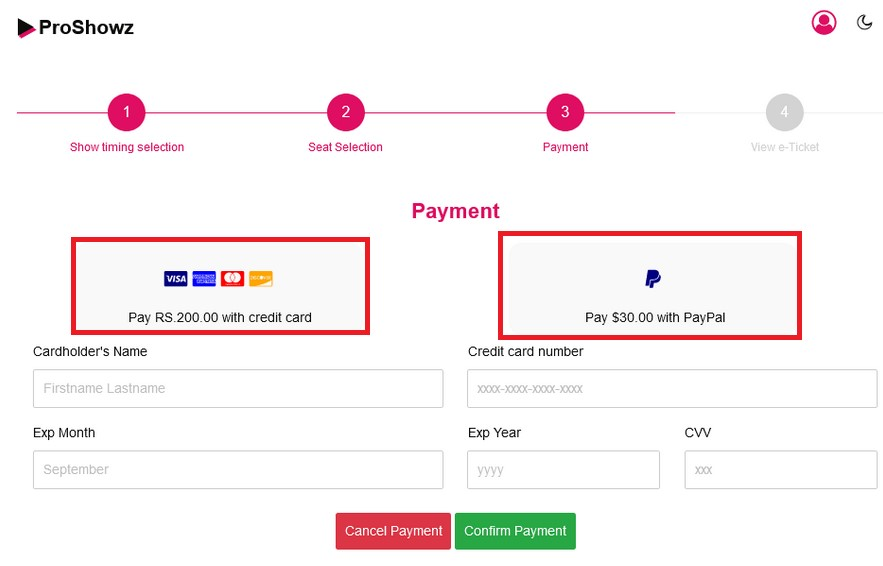 ProShowz
1 2 3 4
Show timing selection Seat Selection Payment View e-Ticket
Payment
VISA
Pay RS.200.00 with credit card
Pay $30.00 with PayPal
Cardholder's Name Credit card number
Firstname Lastname xxxx-xxxx-xxxx-xxxx
Exp Month Exp Year CVV
September yyyy xxx
Cancel Payment Confirm Payment